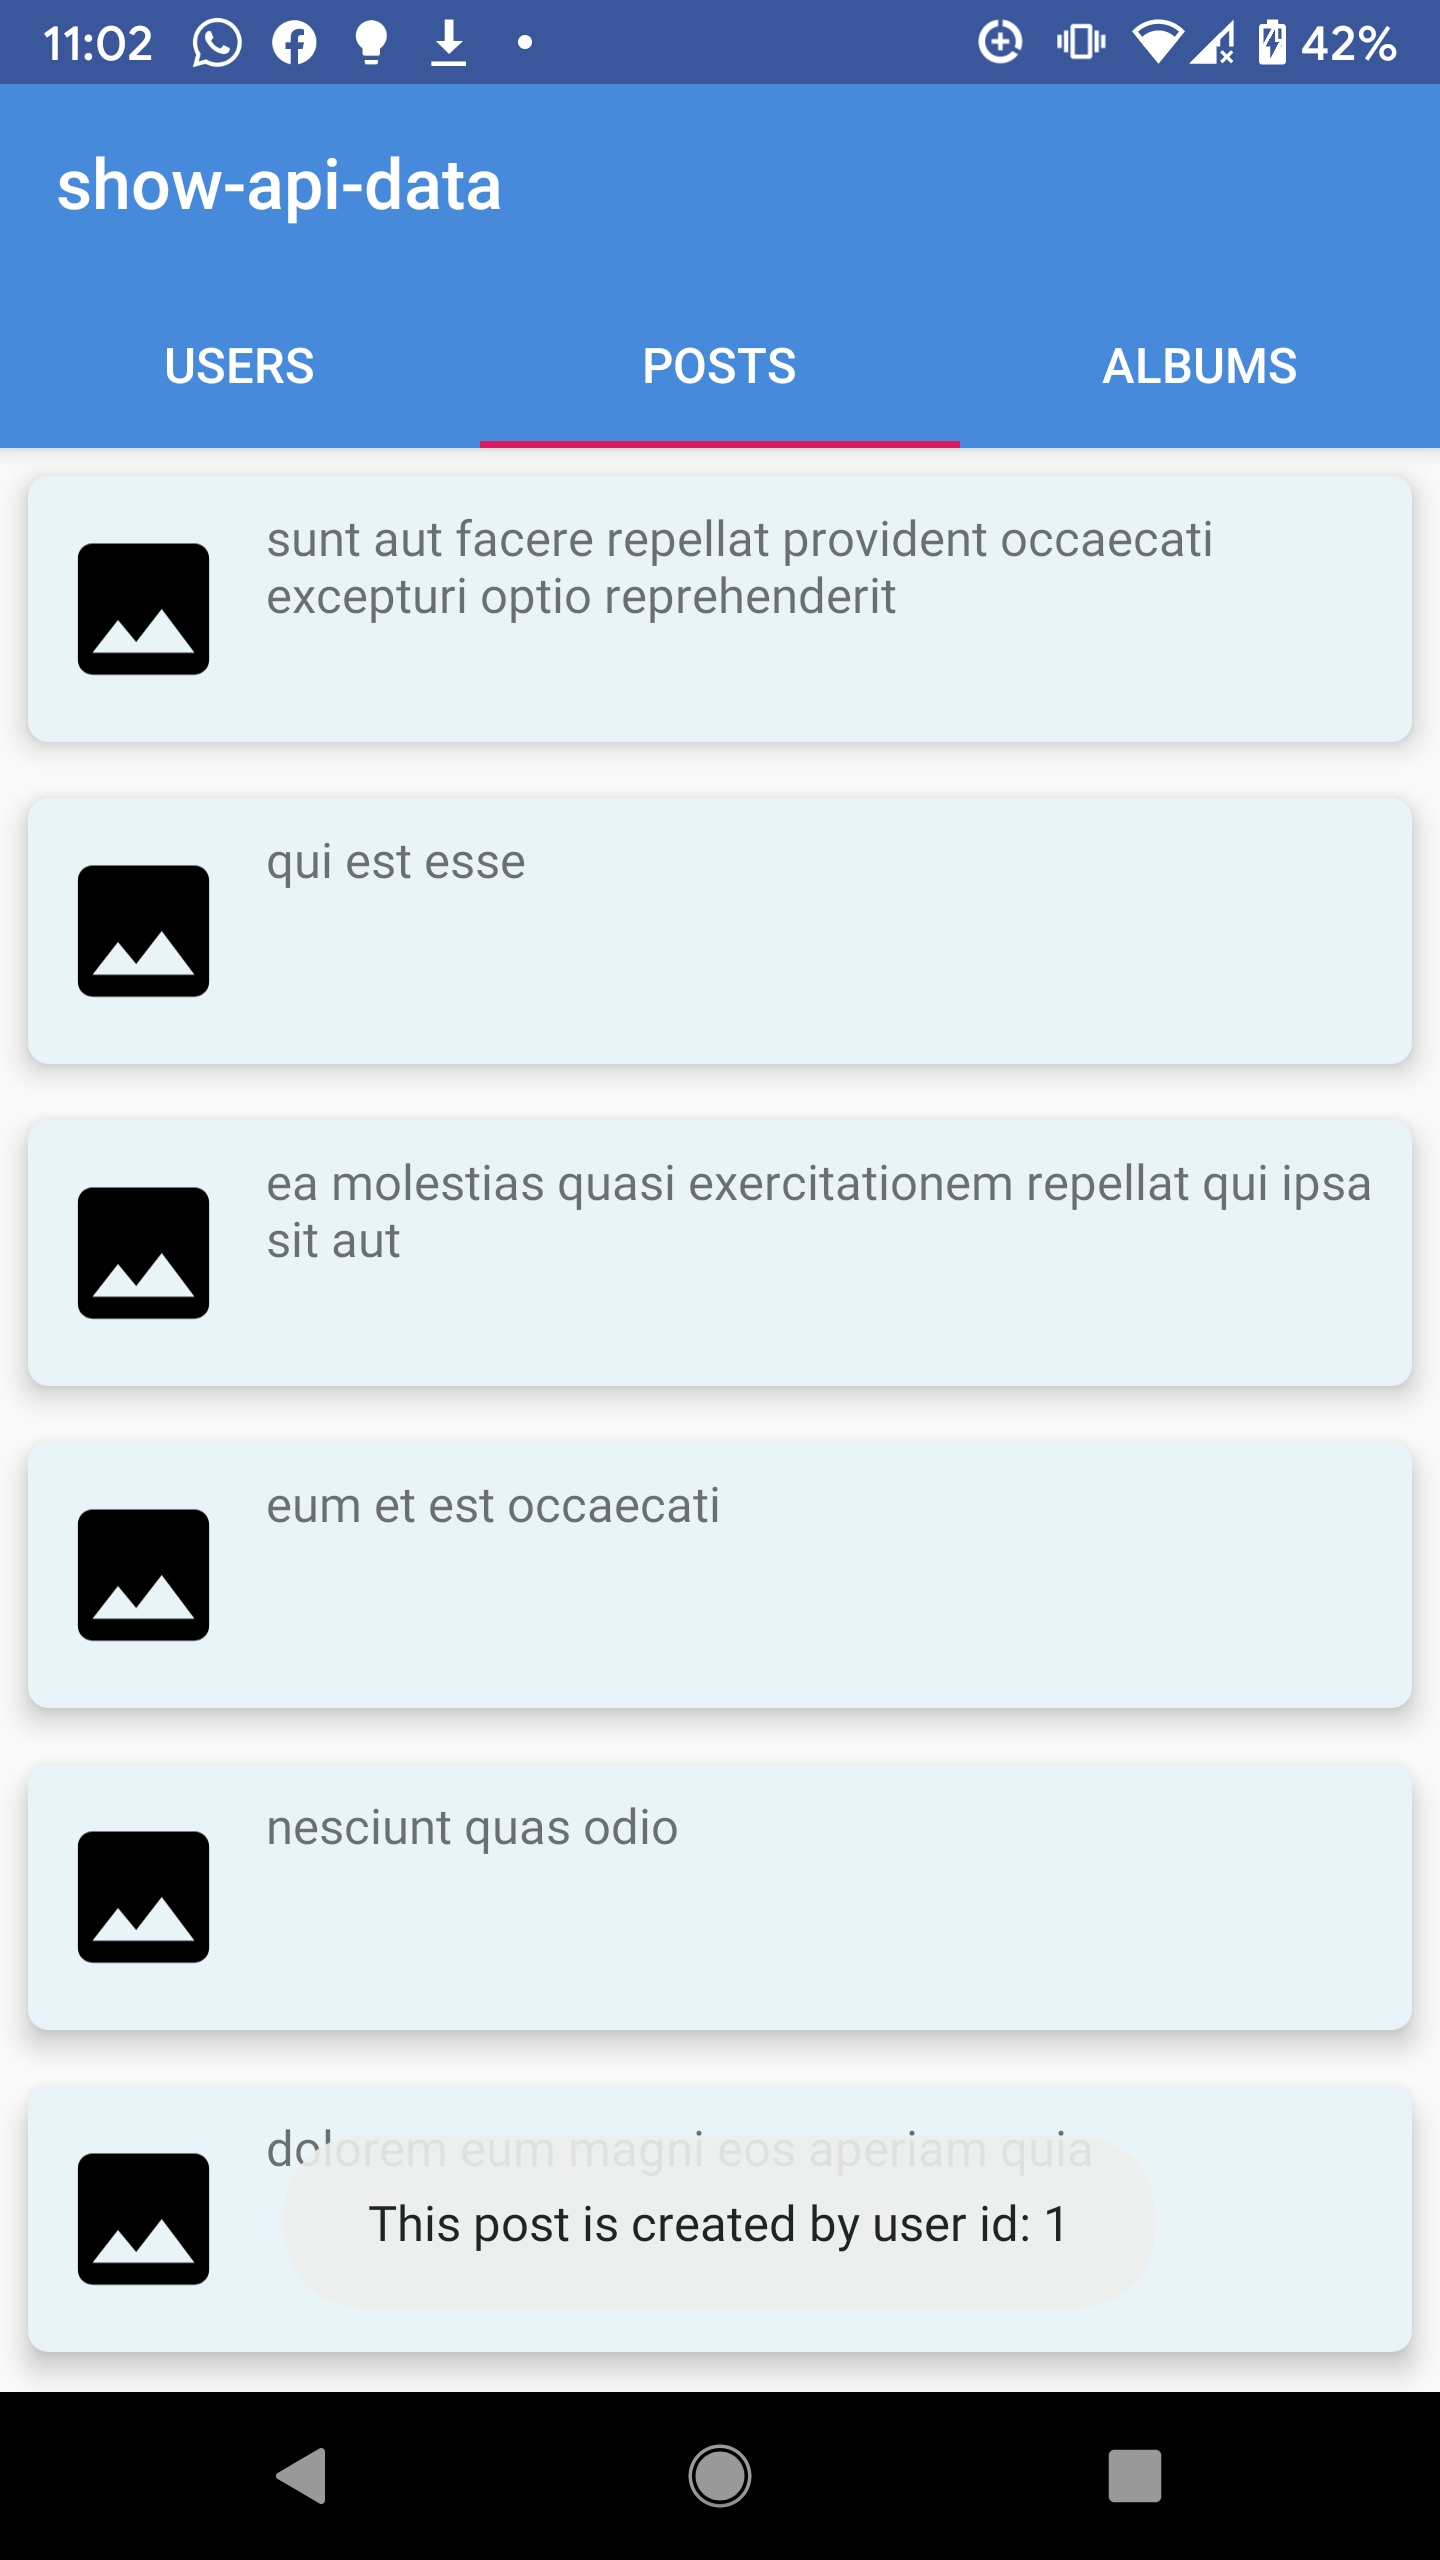 11:02
42%
show-api-data
USERS POSTS ALBUMS
sunt aut facere repellat provident occaecati
excepturi optio reprehenderit
qui est esse
ea molestias quasi exercitationem repellat qui ipsa
sit aut
eum et est occaecati
nesciunt quas odio
dolorem eum magni eos aperiam quia
This post is created by user id: 1